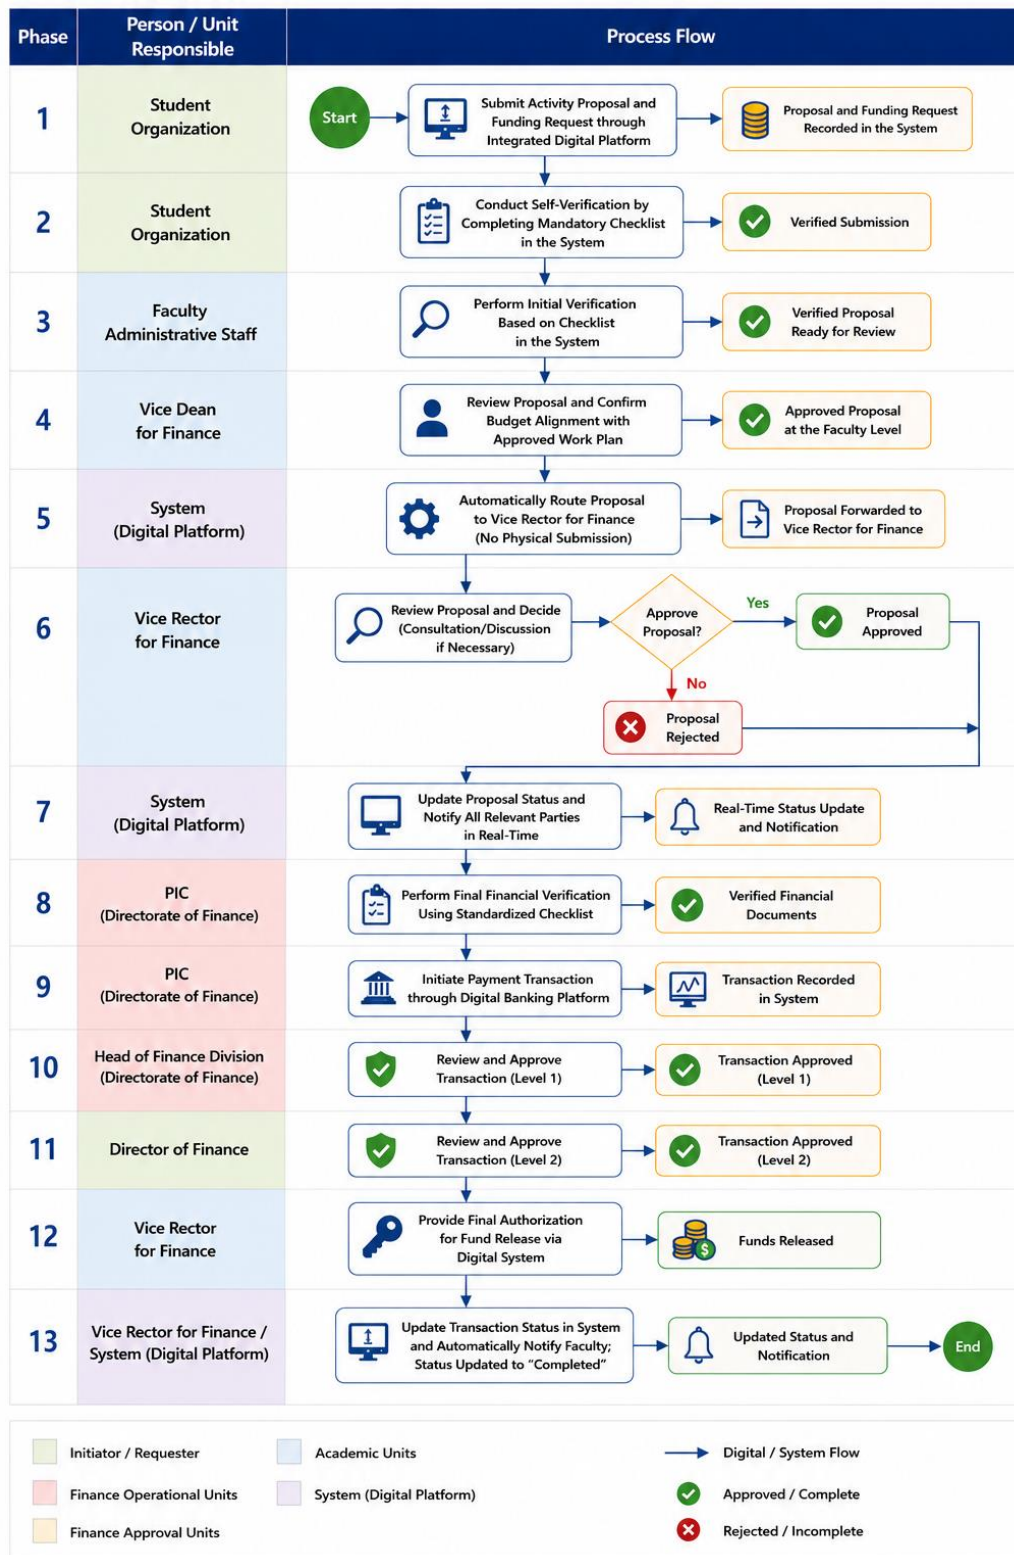 Phase
Person / Unit
Responsible
Process Flow
1
Student
Organization
Start
Submit Activity Proposal and
Funding Request through
Integrated Digital Platform
Proposal and Funding Request
Recorded in the System
2
Student
Organization
Conduct Self-Verification by
Completing Mandatory Checklist
in the System
Verified Submission
3
Faculty
Administrative Staff
Perform Initial Verification
Based on Checklist
in the System
Verified Proposal
Ready for Review
4
Vice Dean
for Finance
Review Proposal and Confirm
Budget Alignment with
Approved Work Plan
Approved Proposal
at the Faculty Level
5
System
(Digital Platform)
Automatically Route Proposal
to Vice Rector for Finance
(No Physical Submission)
Proposal Forwarded to
Vice Rector for Finance
6
Vice Rector
for Finance
Review Proposal and Decide
(Consultation/Discussion
if Necessary)
Approve
Proposal?
Yes
Proposal
Approved
No
Proposal
Rejected
7
System
(Digital Platform)
Update Proposal Status and
Notify All Relevant Parties
in Real-Time
Real-Time Status Update
and Notification
8
PIC
(Directorate of Finance)
Perform Final Financial Verification
Using Standardized Checklist
Verified Financial
Documents
9
PIC
(Directorate of Finance)
Initiate Payment Transaction
through Digital Banking Platform
Transaction Recorded
in System
10
Head of Finance Division
(Directorate of Finance)
Review and Approve
Transaction (Level 1)
Transaction Approved
(Level 1)
11
Director of Finance
Review and Approve
Transaction (Level 2)
Transaction Approved
(Level 2)
12
Vice Rector
for Finance
Provide Final Authorization
for Fund Release via
Digital System
$
Funds Released
13
Vice Rector for Finance /
System (Digital Platform)
Update Transaction Status in System
and Automatically Notify Faculty;
Status Updated to “Completed”
Updated Status and
Notification
End
Initiator / Requester
Academic Units
Digital / System Flow
Finance Operational Units
System (Digital Platform)
Approved / Complete
Finance Approval Units
Rejected / Incomplete